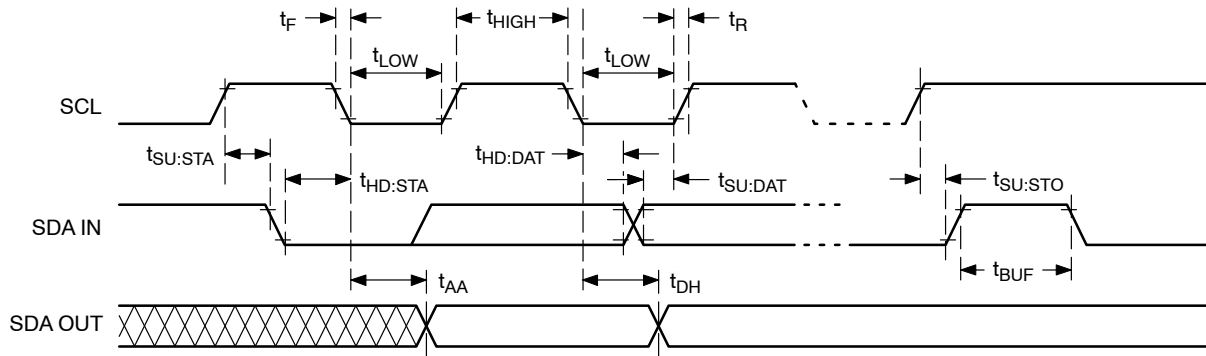 tF
tHIGH
tR
tLOW
tLOW
SCL
tSU:STA
tHD:STA
tHD:DAT
tSU:DAT
tSU:STO
SDA IN
tBUF
tAA
tDH
SDA OUT